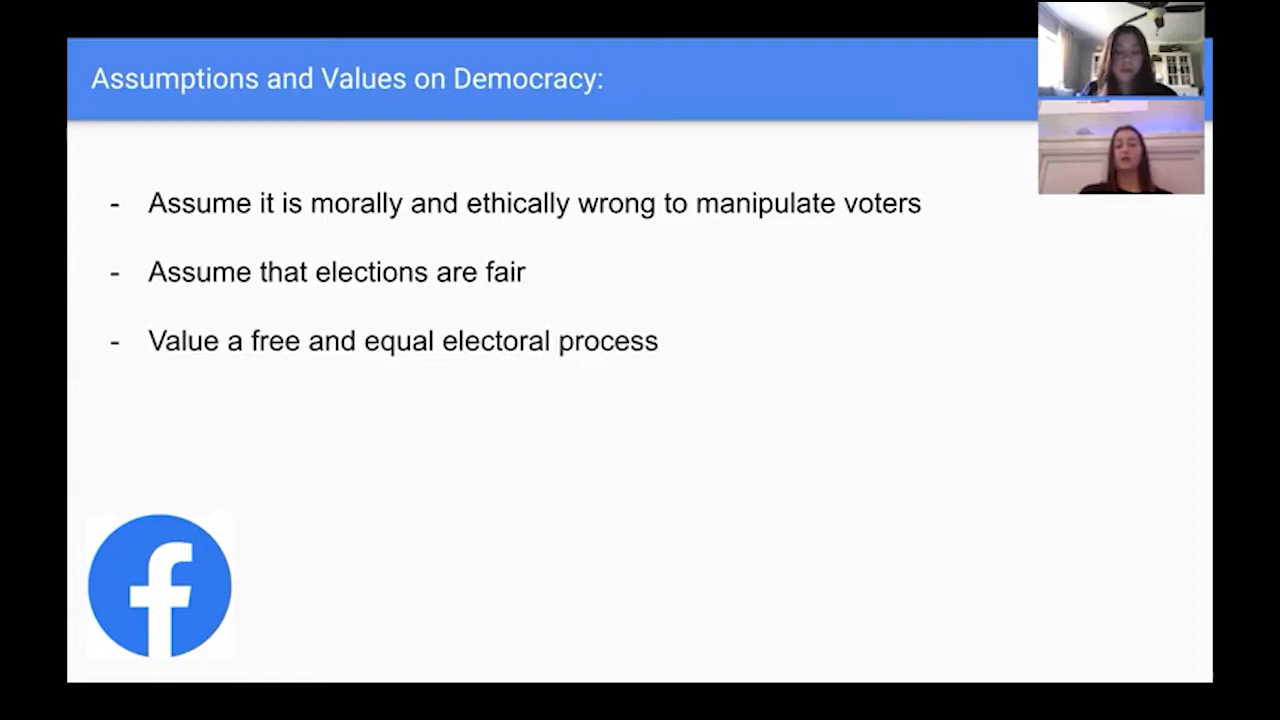 Assumptions and Values on Democracy:
- Assume it is morally and ethically wrong to manipulate voters
- Assume that elections are fair
- Value a free and equal electoral process
f